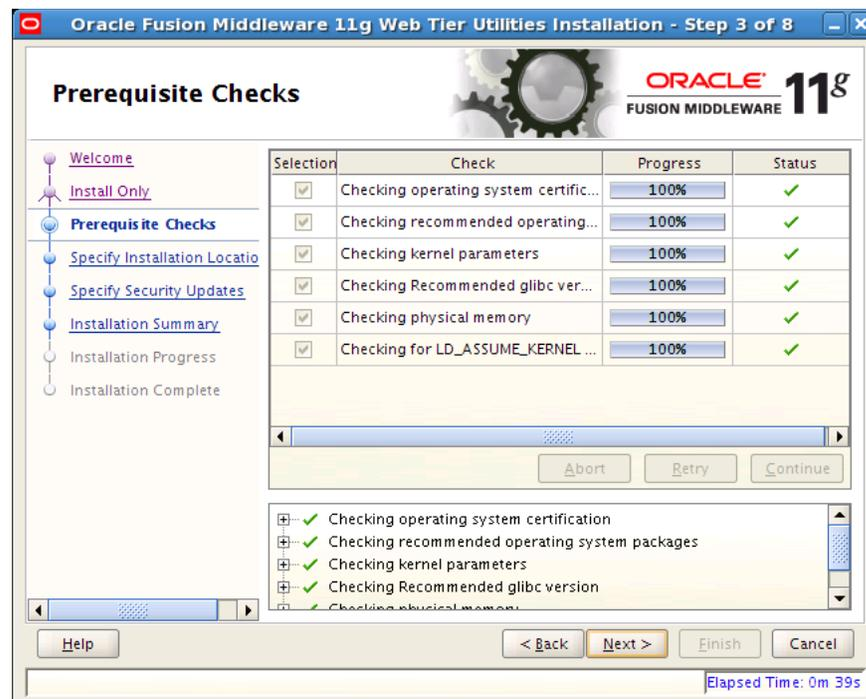 Oracle Fusion Middleware 11g Web Tier Utilities Installation - Step 3 of 8
Prerequisite Checks
ORACLE
FUSION MIDDLEWARE
11g
Welcome
Install Only
Prerequisite Checks
Specify Installation Locatio
Specify Security Updates
Installation Summary
Installation Progress
Installation Complete
Selection Check Progress Status
Checking operating system certific... 100%
Checking recommended operating... 100%
Checking kernel parameters 100%
Checking Recommended glibc ver... 100%
Checking physical memory 100%
Checking for LD_ASSUME_KERNEL ... 100%
Abort Retry Continue
Checking operating system certification
Checking recommended operating system packages
Checking kernel parameters
Checking Recommended glibc version
Checking physical memory
Help < Back Next > Finish Cancel
Elapsed Time: 0m 39s